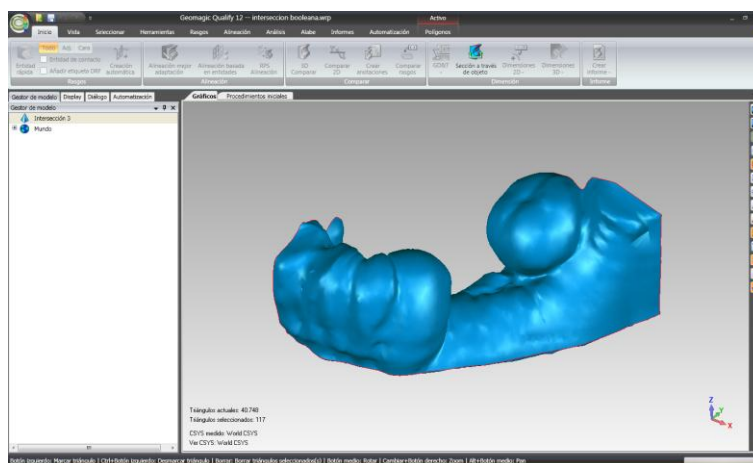 Geomagic Qualify 12 -- interseccion booleana.wrp
Activo
Inicio Vista Seleccionar Herramientas Rasgos Alineación Análisis Alabe Informes Automatización Polígonos
Entidad rápida
Entidad de contacto
Creación automática
Alineación mejor adaptación
Alineación basada en entidades
RPS Alineación
3D Comparar
Comparar 2D
Crear anotaciones
Comparar rasgos
GD&T
Sección a través de objeto
Dimensiones 2D
Dimensiones 3D
Crear informe
Rasgos Alineación Comparar Dimensión Informe
Gestor de modelo Display Diálogo Automatización
Gestor de modelo
Gráficos Procedimientos iniciales
Intersección 3
Mundo
Triángulos actuales: 40.748
Triángulos seleccionados: 117
CSYS medido: World CSYS
Ver CSYS: World CSYS
Z
Y
X
Botón izquierdo: Marcar triángulo | Ctrl+Botón izquierdo: Desmarcar triángulo | Borrar: Borrar triángulos seleccionados(s) | Botón medio: Rotar | Cambiar+Botón derecho: Zoom | Alt+Botón medio: Pan